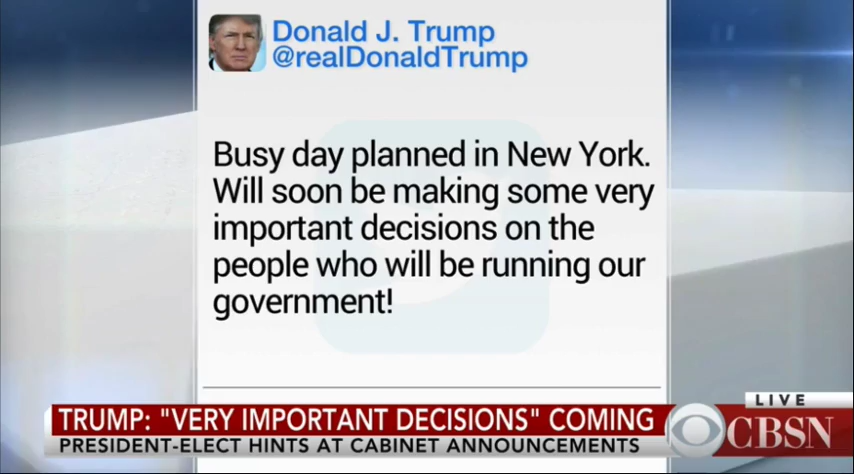 Donald J. Trump
@realDonaldTrump
Busy day planned in New York.
Will soon be making some very
important decisions on the
people who will be running our
government!
LIVE
TRUMP: "VERY IMPORTANT DECISIONS" COMING
CBSN
PRESIDENT-ELECT HINTS AT CABINET ANNOUNCEMENTS